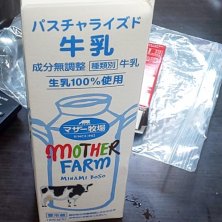 パスチャライズド
牛乳
成分無調整 種類別 牛乳
生乳100%使用
マザー牧場
MOTHER
FARM
MINAMI BOSO